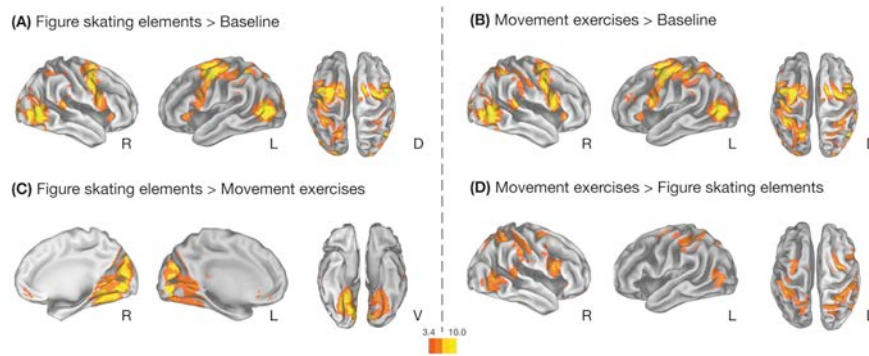 (A) Figure skating elements > Baseline
R
L
D
(B) Movement exercises > Baseline
R
L
(C) Figure skating elements > Movement exercises
R
L
V
(D) Movement exercises > Figure skating elements
R
L
3.4 10.0